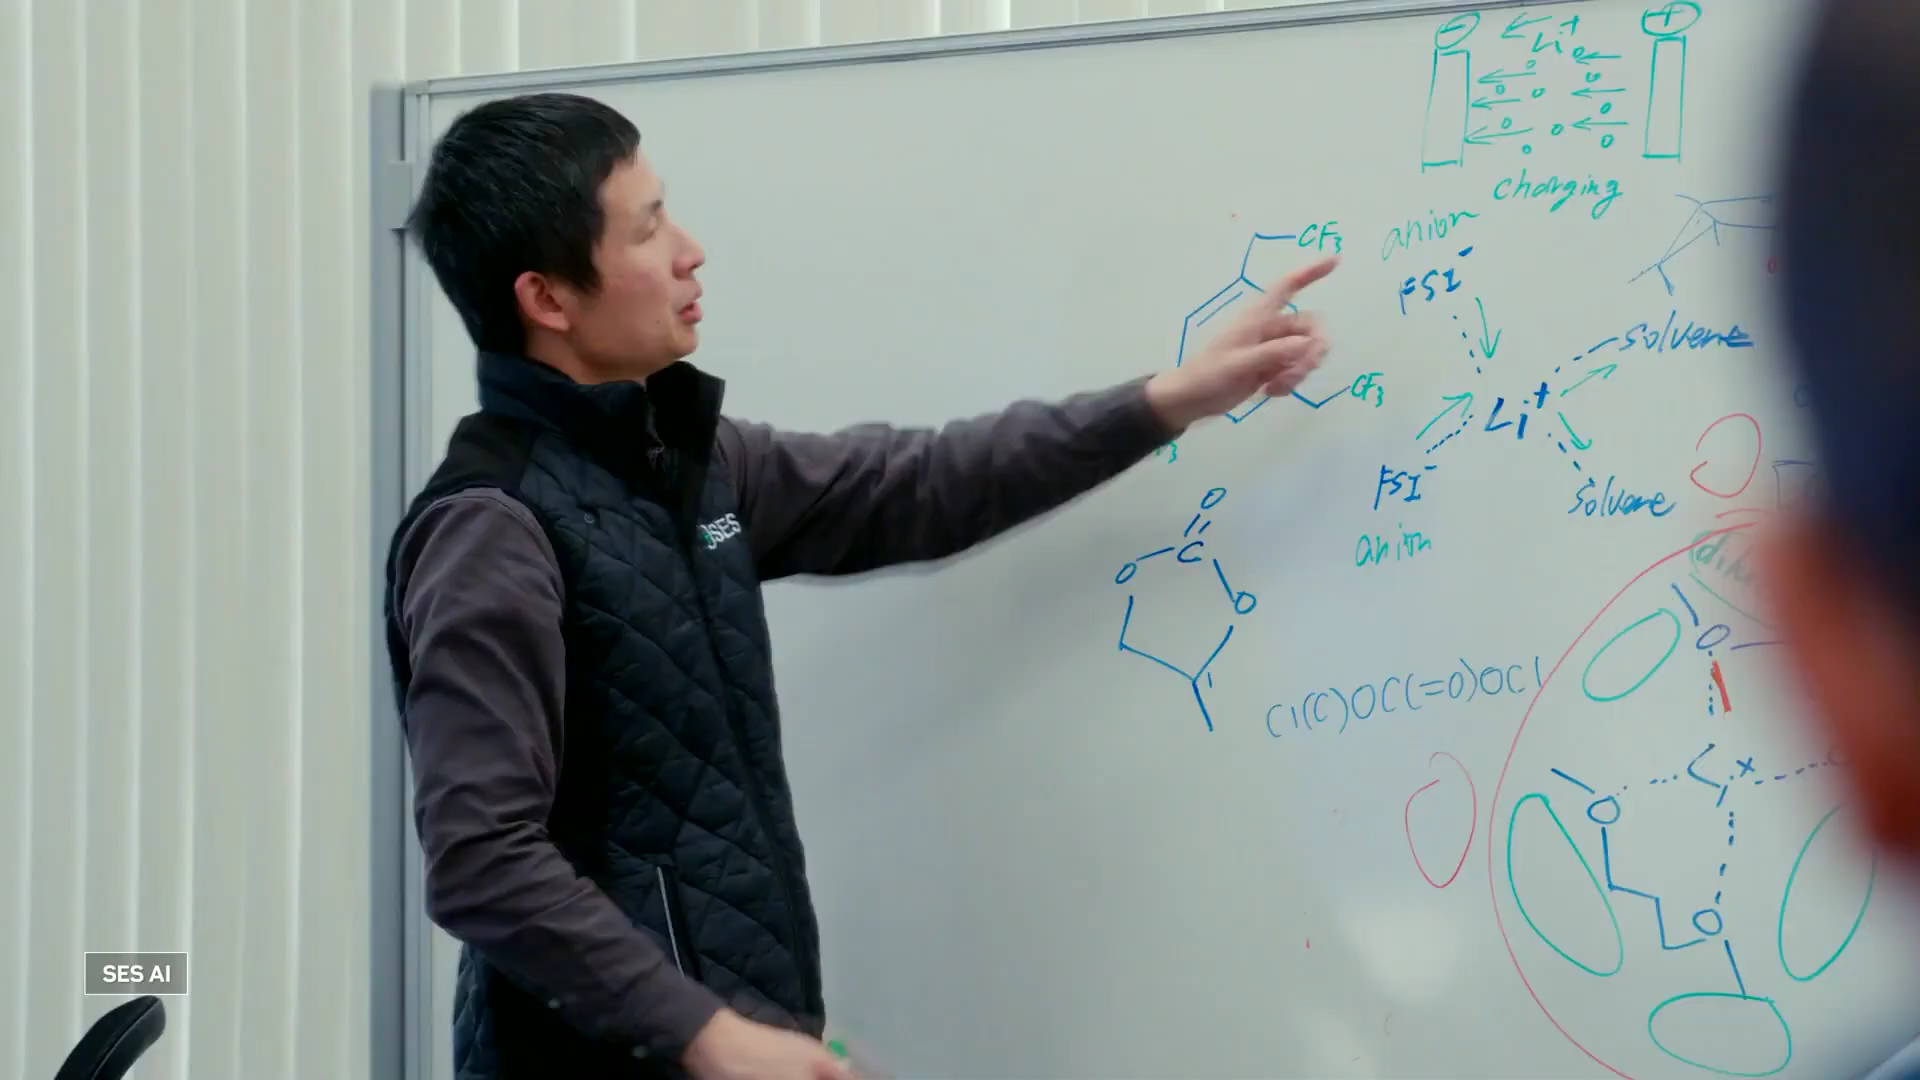 −
Li+
+
charging
CF3
anion
FSI−
solvent
CF3
Li+
FSI−
solvent
anion
O
C
O
O
C1(C)OC(=O)OC1
O
O
O
SES
SES AI